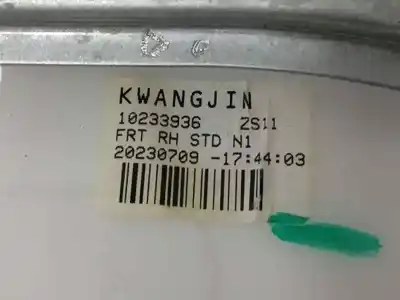 KWANGJIN
10233936 ZS11
FRT RH STD N1
20230709 -17:44:03